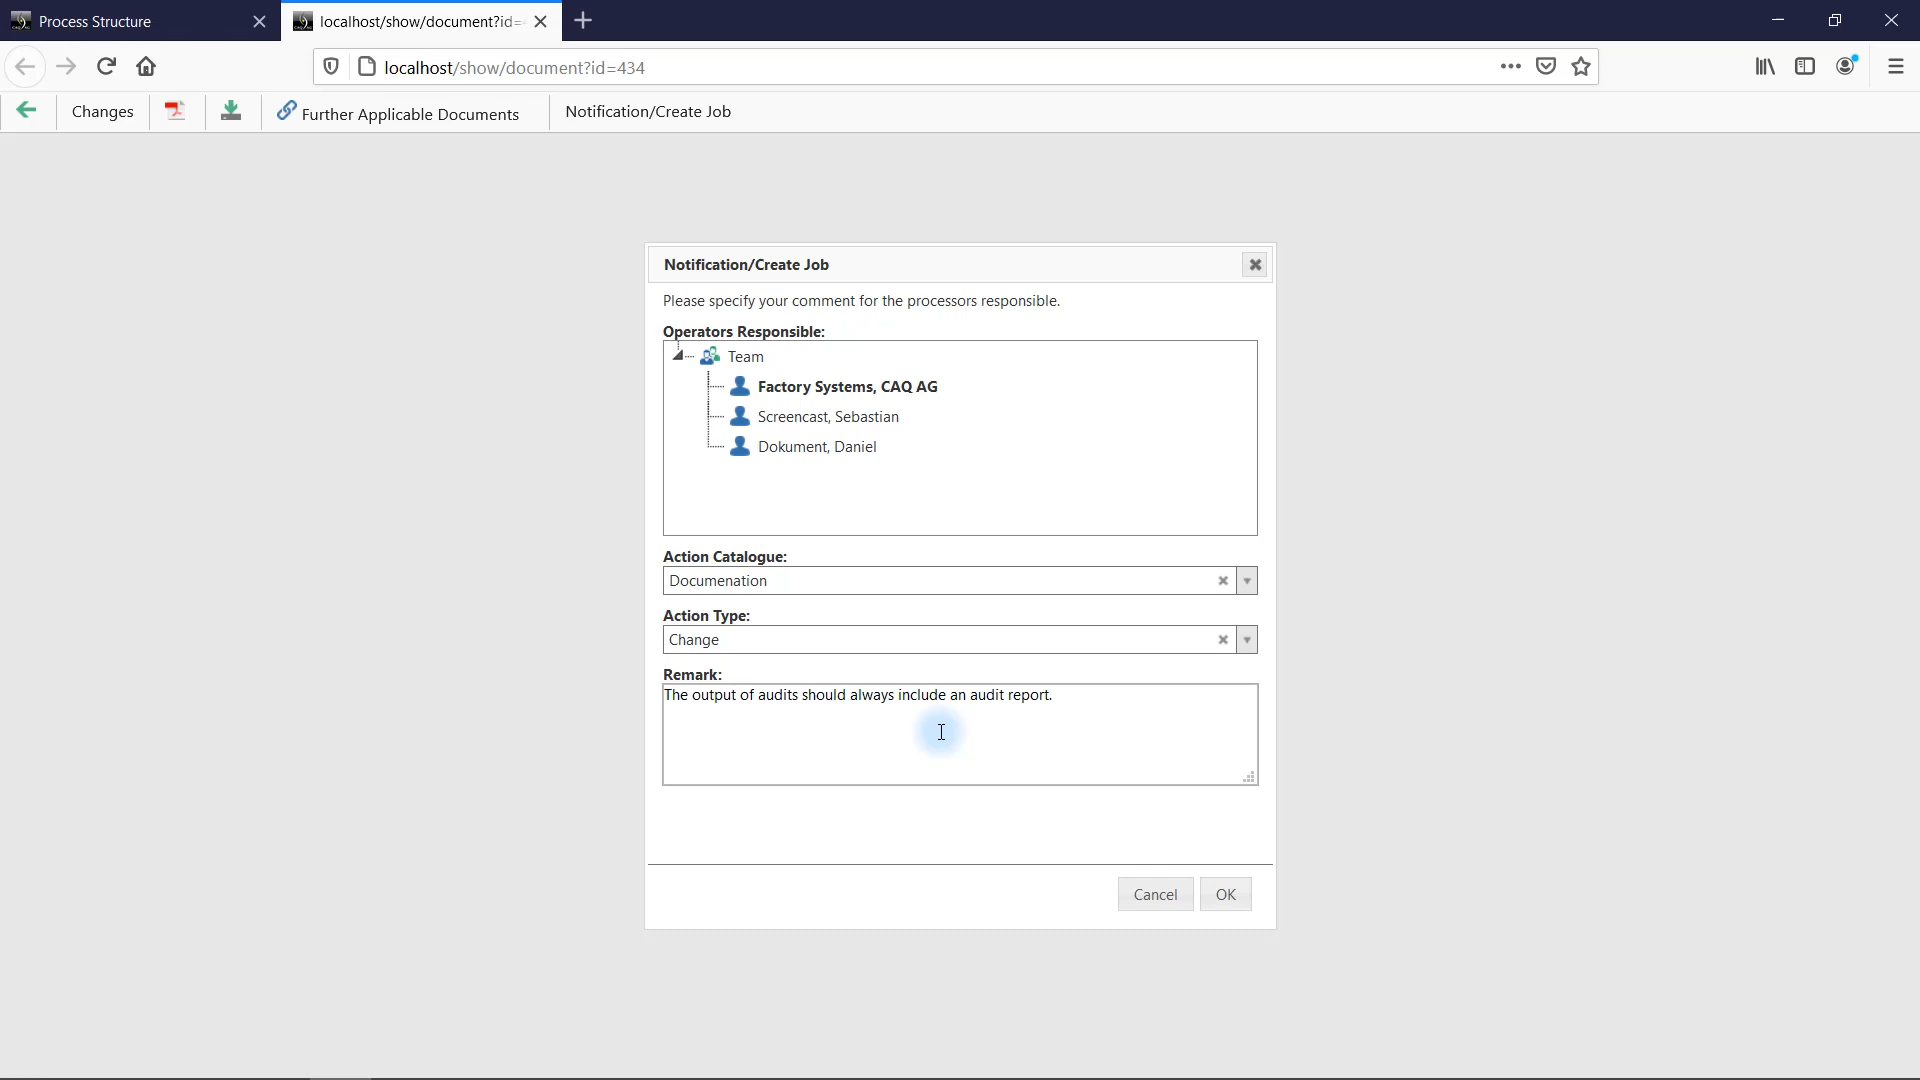 Process Structure
localhost/show/document?id=
localhost/show/document?id=434
Changes
Further Applicable Documents
Notification/Create Job
Notification/Create Job
Please specify your comment for the processors responsible.
Operators Responsible:
Team
Factory Systems, CAQ AG
Screencast, Sebastian
Dokument, Daniel
Action Catalogue:
Documenation
Action Type:
Change
Remark:
The output of audits should always include an audit report.
Cancel
OK